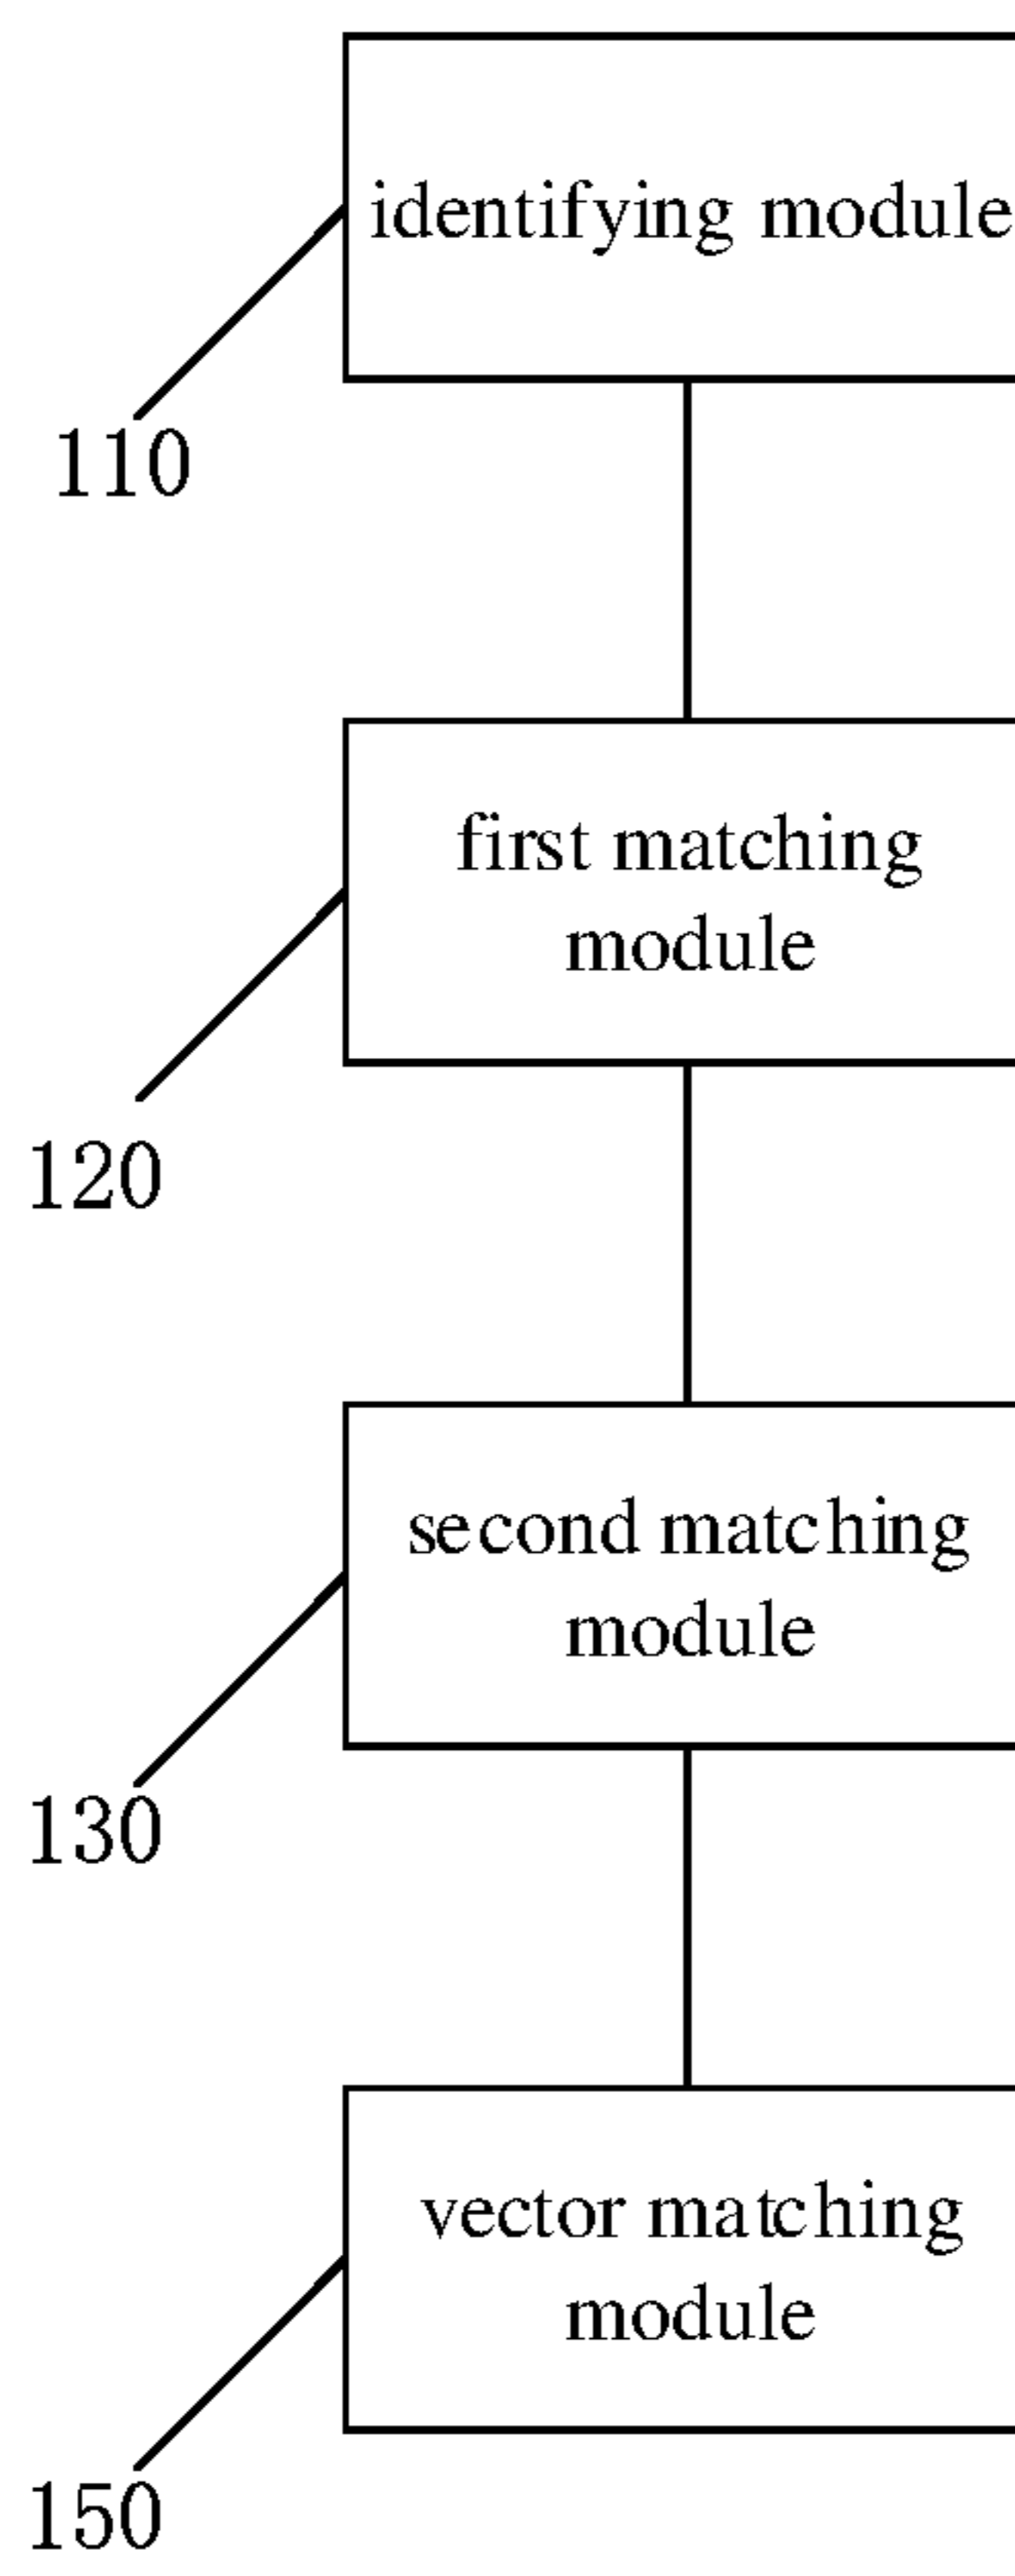 identifying module
110
first matching
module
120
second matching
module
130
vector matching
module
150